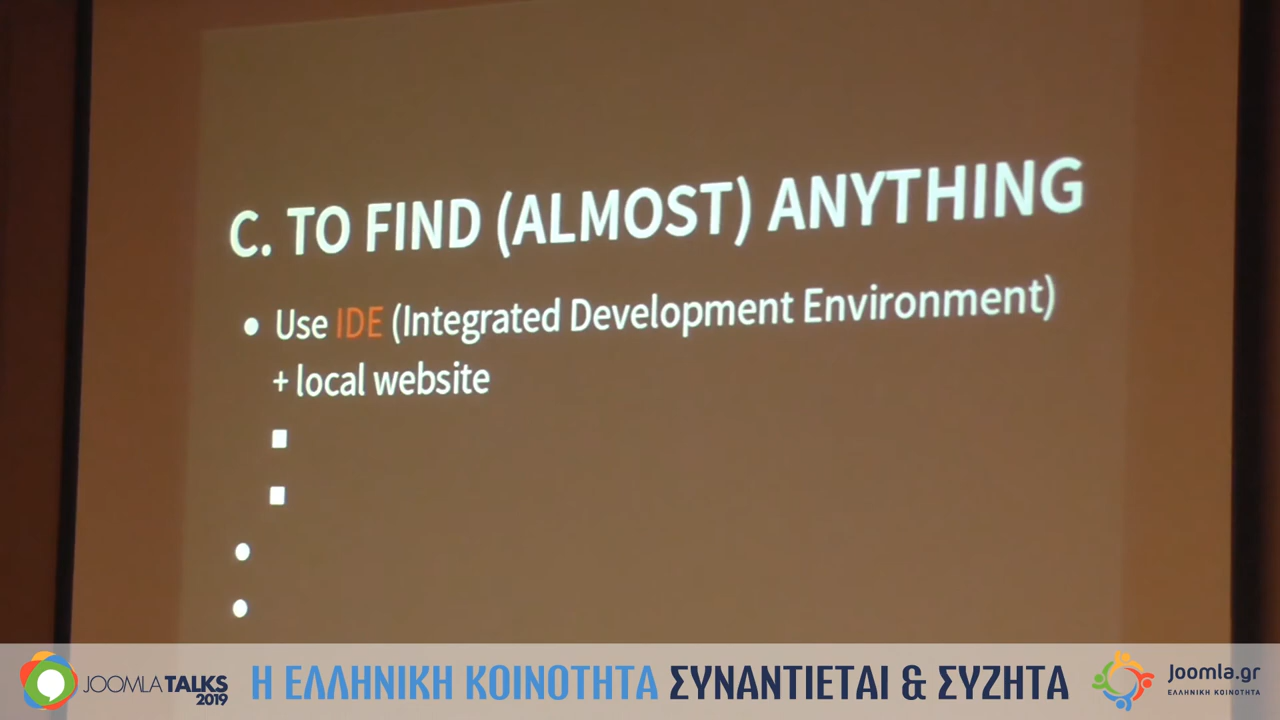 C. TO FIND (ALMOST) ANYTHING
• Use IDE (Integrated Development Environment)
+ local website
JOOMLA TALKS
2019
Η ΕΛΛΗΝΙΚΗ ΚΟΙΝΟΤΗΤΑ ΣΥΝΑΝΤΙΕΤΑΙ & ΣΥΖΗΤΑ
Joomla.gr
ΕΛΛΗΝΙΚΗ ΚΟΙΝΟΤΗΤΑ